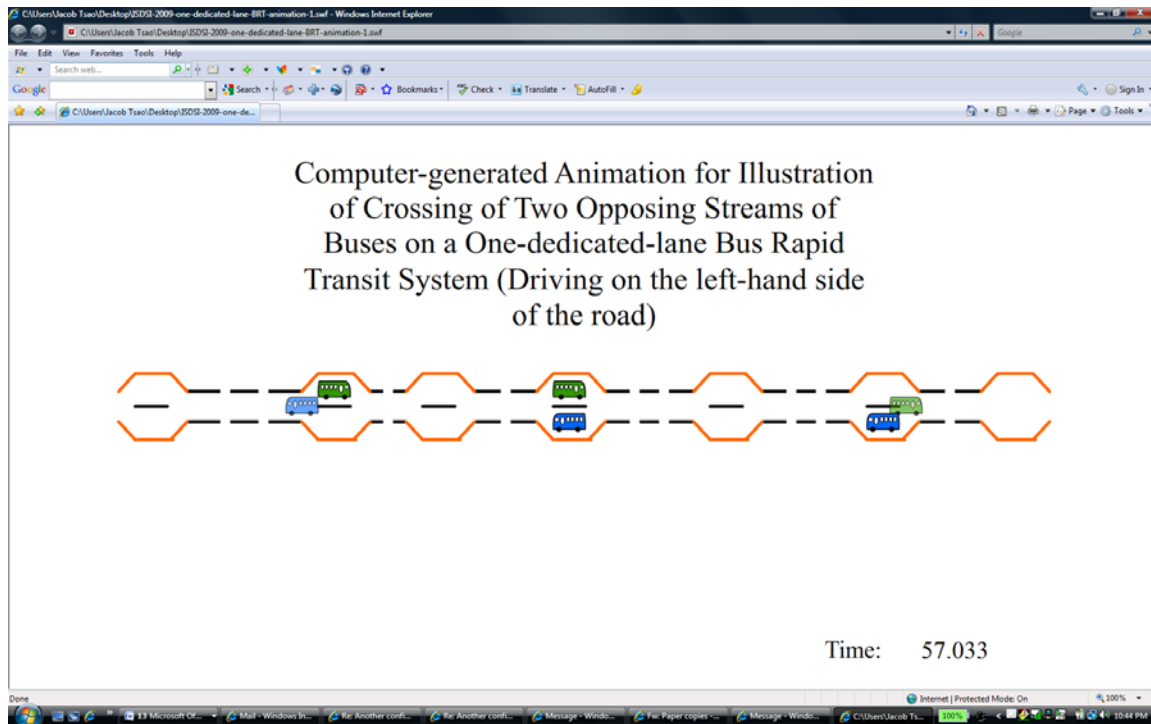 C:\Users\Jacob Tsao\Desktop\JSDSI-2009-one-dedicated-lane-BRT-animation-1.swf - Windows Internet Explorer
C:\Users\Jacob Tsao\Desktop\JSDSI-2009-one-dedicated-lane-BRT-animation-1.swf
Google
File Edit View Favorites Tools Help
Search web...
Google
Search
Bookmarks
Check
Translate
AutoFill
Sign In
C:\Users\Jacob Tsao\Desktop\JSDSI-2009-one-de...
Page
Tools
Computer-generated Animation for Illustration
of Crossing of Two Opposing Streams of
Buses on a One-dedicated-lane Bus Rapid
Transit System (Driving on the left-hand side
of the road)
Time: 57.033
Done
Internet | Protected Mode: On
100%
13 Microsoft Of...
Mail - Windows In...
Re: Another confi...
Re: Another confi...
Message - Windo...
Fwc Paper copies -...
Message - Windo...
C:\Users\Jacob Ts...
100%
10:44 PM